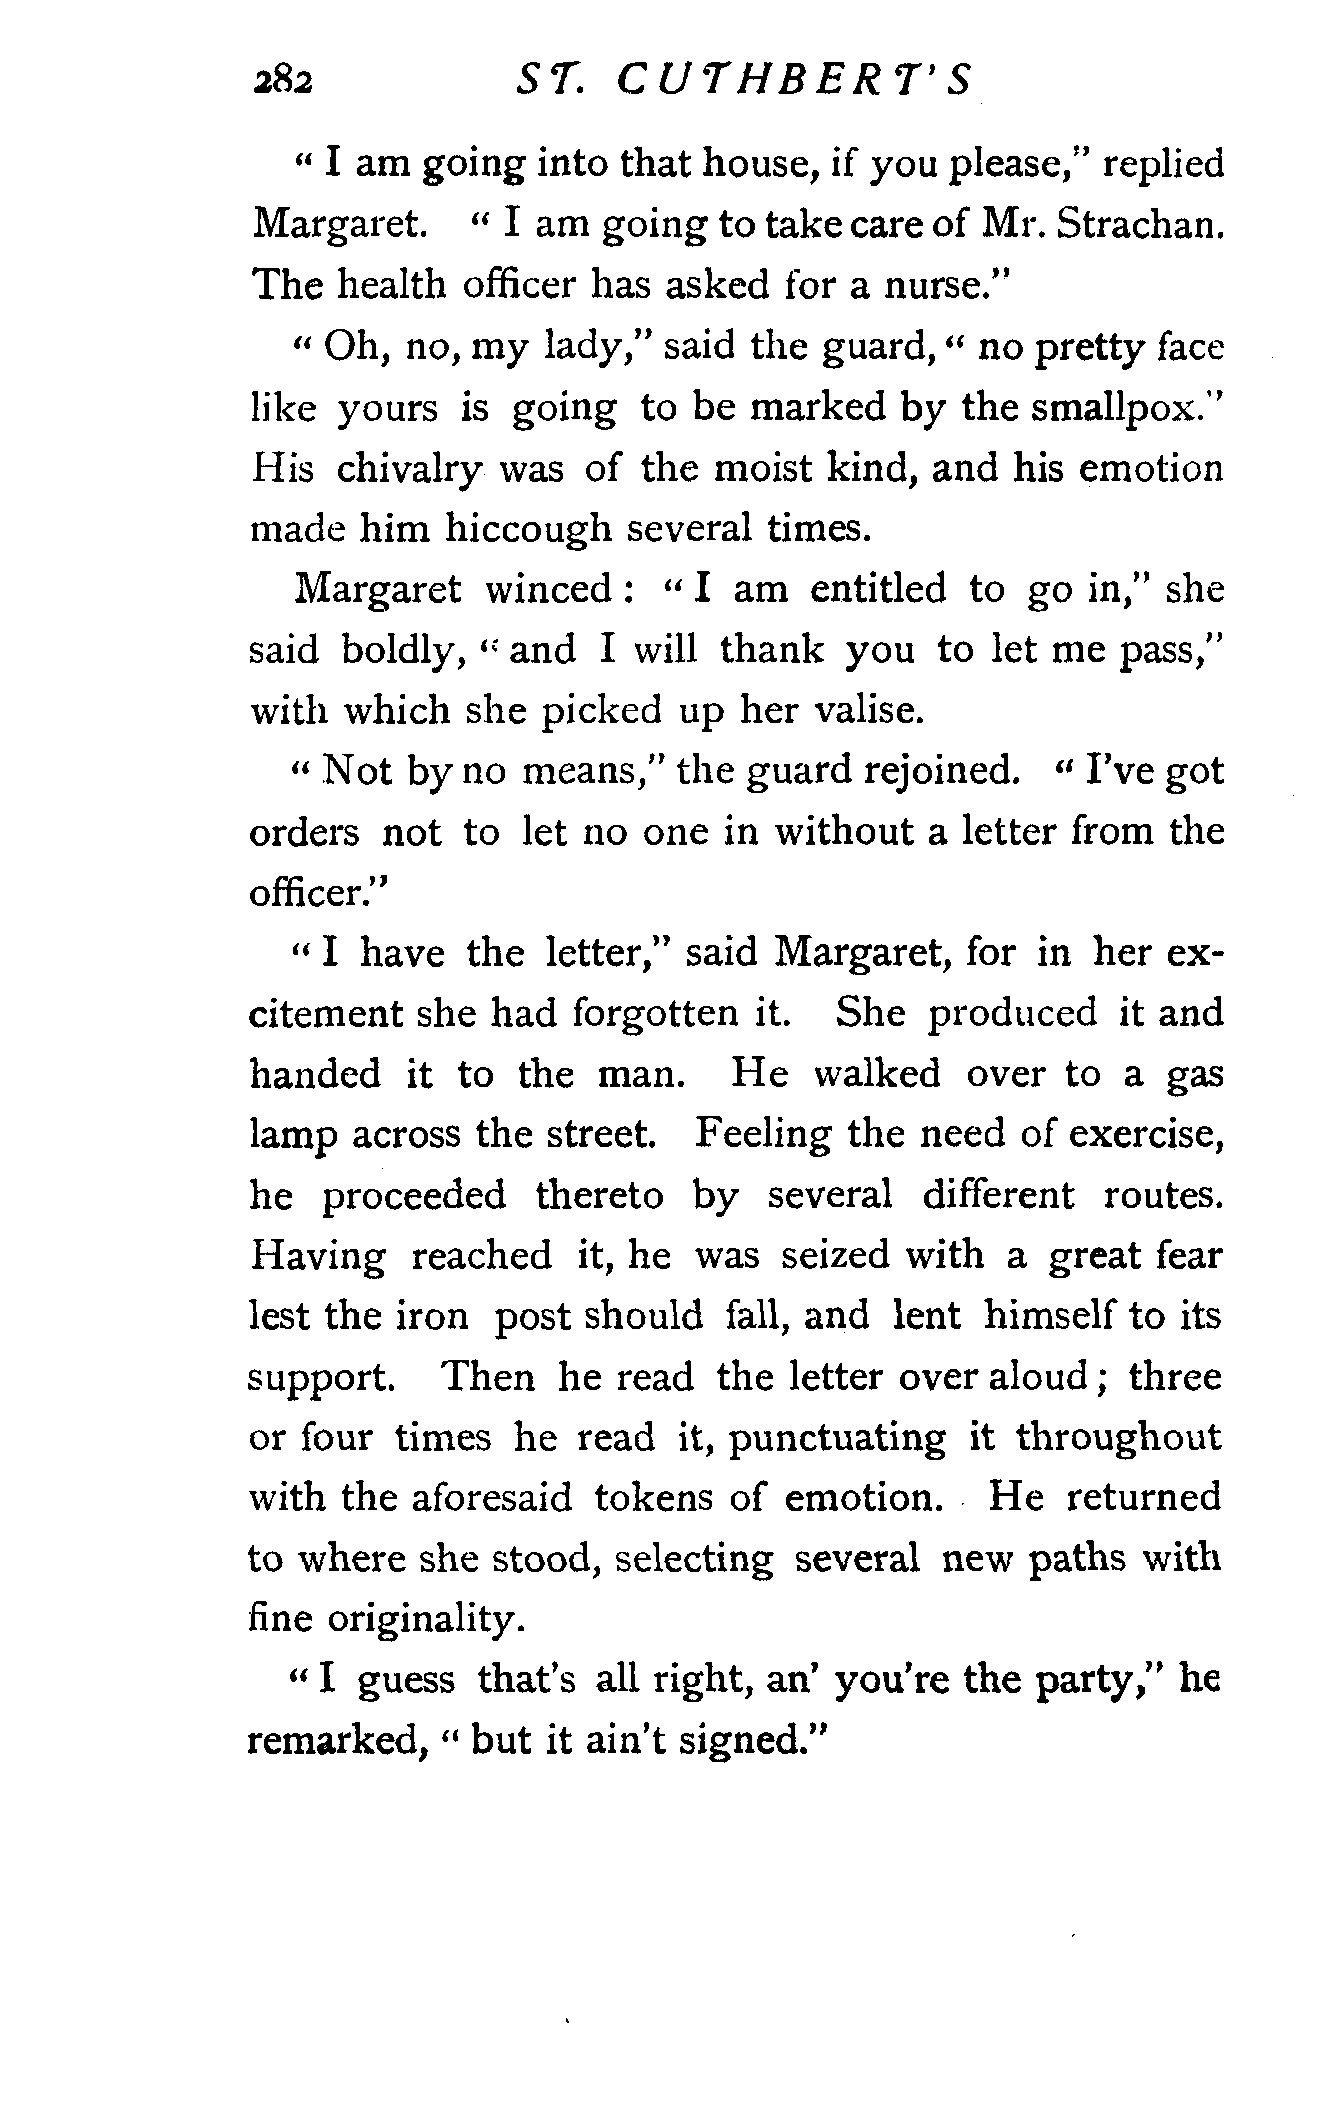 282 ST. CUTHBERT'S
“ I am going into that house, if you please,” replied
Margaret. “ I am going to take care of Mr. Strachan.
The health officer has asked for a nurse.”
“ Oh, no, my lady,” said the guard, “ no pretty face
like yours is going to be marked by the smallpox.”
His chivalry was of the moist kind, and his emotion
made him hiccough several times.
Margaret winced : “ I am entitled to go in,” she
said boldly, “ and I will thank you to let me pass,”
with which she picked up her valise.
“ Not by no means,” the guard rejoined. “ I've got
orders not to let no one in without a letter from the
officer.”
“ I have the letter,” said Margaret, for in her ex-
citement she had forgotten it. She produced it and
handed it to the man. He walked over to a gas
lamp across the street. Feeling the need of exercise,
he proceeded thereto by several different routes.
Having reached it, he was seized with a great fear
lest the iron post should fall, and lent himself to its
support. Then he read the letter over aloud ; three
or four times he read it, punctuating it throughout
with the aforesaid tokens of emotion. He returned
to where she stood, selecting several new paths with
fine originality.
“ I guess that's all right, an' you're the party,” he
remarked, “ but it ain't signed.”